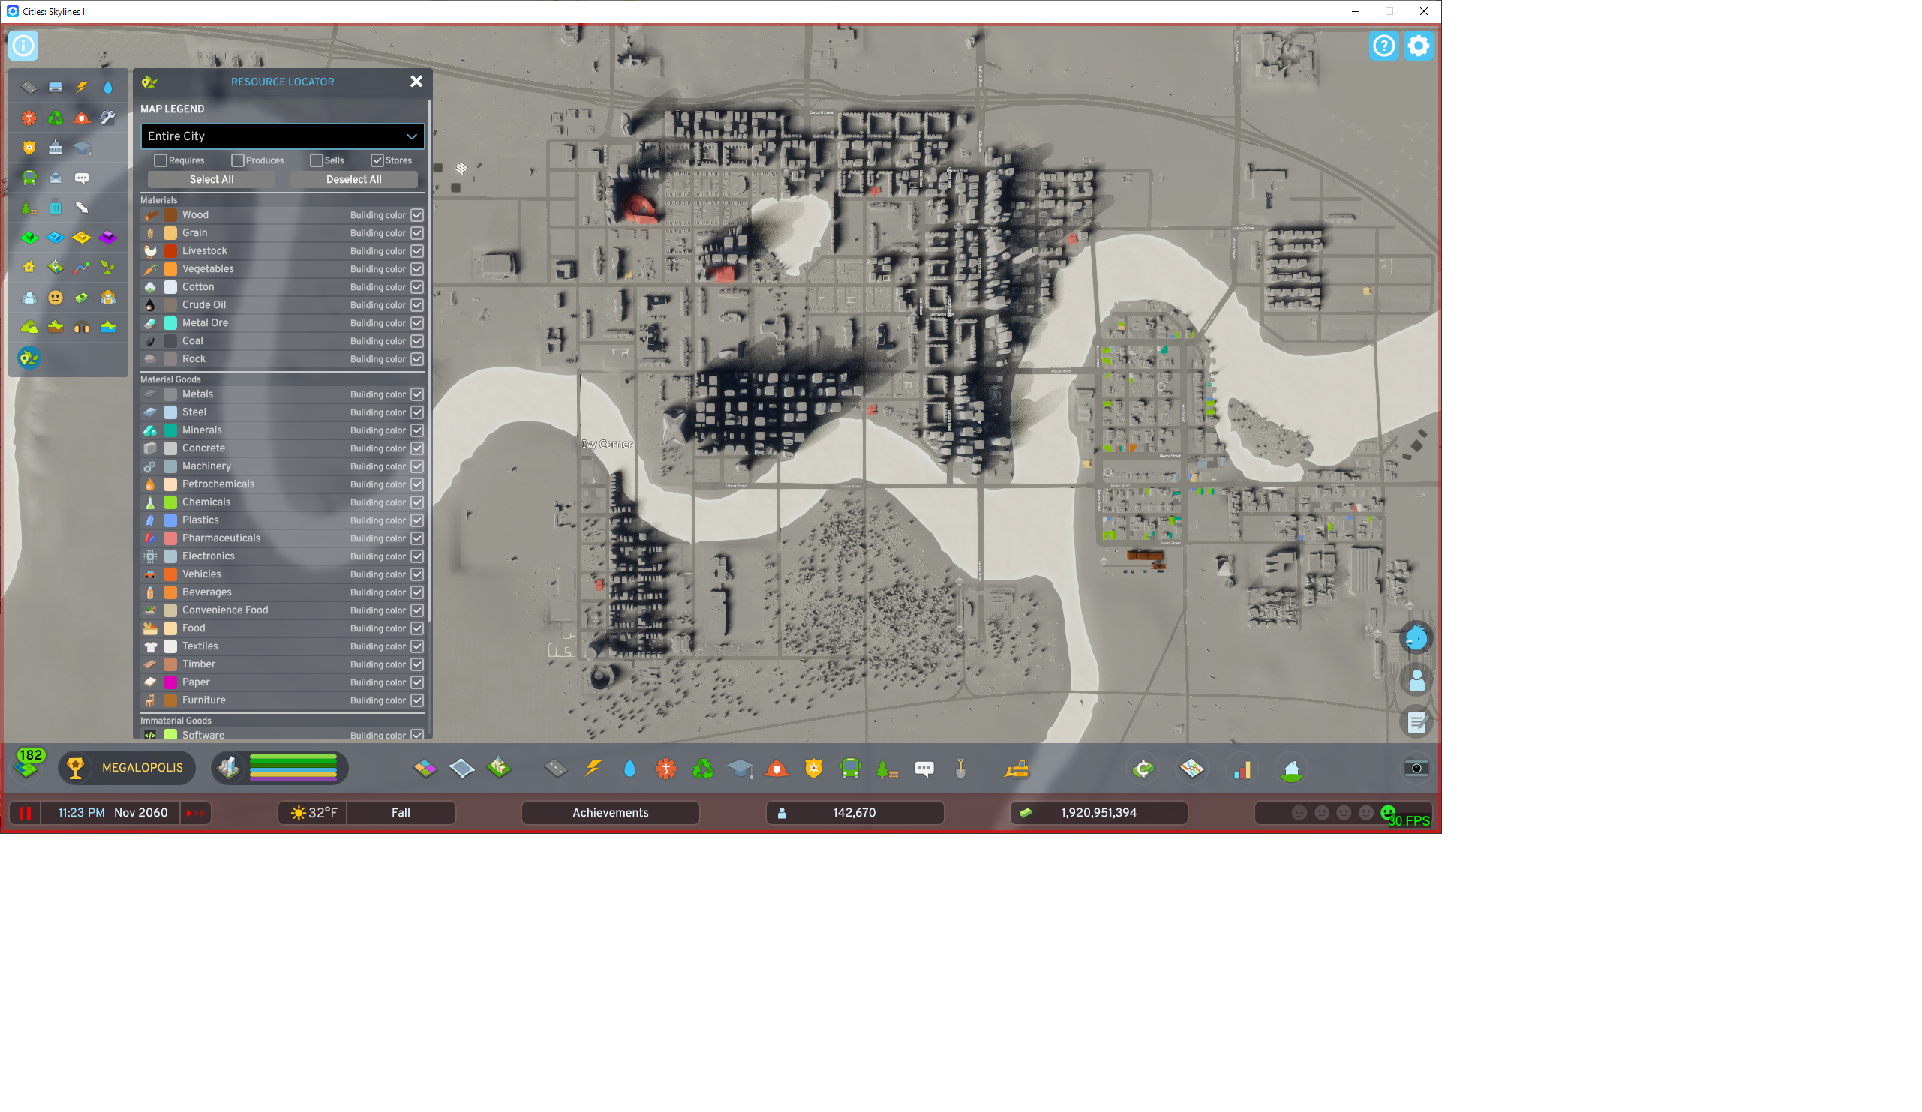 Cities: Skylines II
RESOURCE LOCATOR
MAP LEGEND
Entire City
Requires Produces Sells Stores
Select All Deselect All
Materials
Wood Building color
Grain Building color
Livestock Building color
Vegetables Building color
Cotton Building color
Crude Oil Building color
Metal Ore Building color
Coal Building color
Rock Building color
Material Goods
Metals Building color
Steel Building color
Minerals Building color
Concrete Building color
Machinery Building color
Petrochemicals Building color
Chemicals Building color
Plastics Building color
Pharmaceuticals Building color
Electronics Building color
Vehicles Building color
Beverages Building color
Convenience Food Building color
Food Building color
Textiles Building color
Timber Building color
Paper Building color
Furniture Building color
Immaterial Goods
Software Building color
Ivy Corner
182
MEGALOPOLIS
11:23 PM Nov 2060
32°F Fall
Achievements
142,670
1,920,951,394
30 FPS